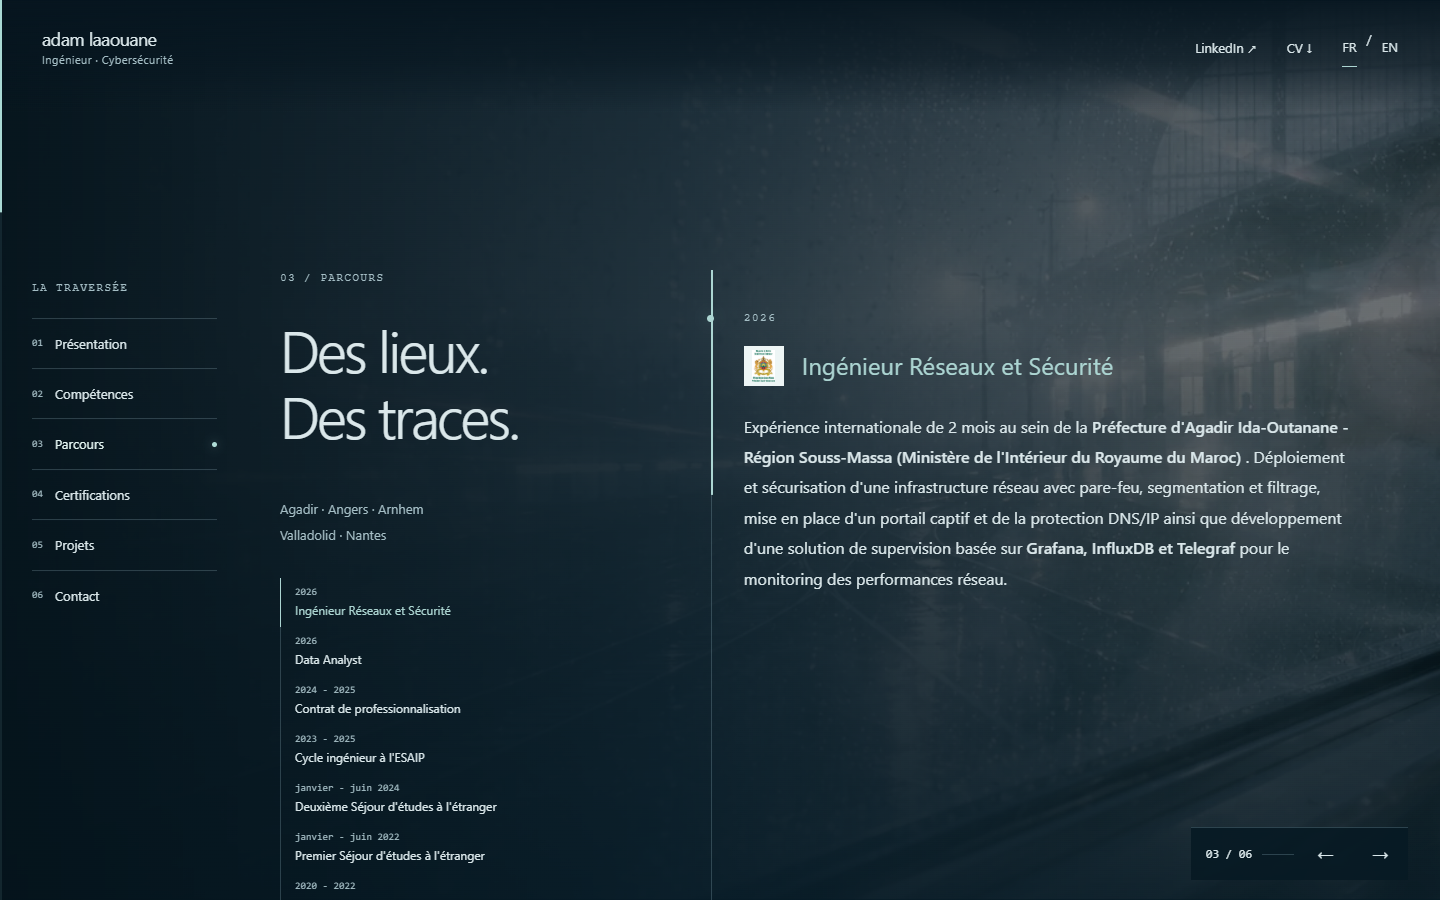 adam laaouane
Ingénieur · Cybersécurité
LinkedIn ↗
CV ↓
FR / EN
LA TRAVERSÉE
01 Présentation
02 Compétences
03 Parcours
04 Certifications
05 Projets
06 Contact
03 / PARCOURS
Des lieux.
Des traces.
Agadir · Angers · Arnhem
Valladolid · Nantes
2026
Ingénieur Réseaux et Sécurité
2026
Data Analyst
2024 - 2025
Contrat de professionnalisation
2023 - 2025
Cycle ingénieur à l'ESAIP
janvier - juin 2024
Deuxième Séjour d'études à l'étranger
janvier - juin 2022
Premier Séjour d'études à l'étranger
2020 - 2022
2026
Ingénieur Réseaux et Sécurité
Expérience internationale de 2 mois au sein de la Préfecture d'Agadir Ida-Outanane -
Région Souss-Massa (Ministère de l'Intérieur du Royaume du Maroc) . Déploiement
et sécurisation d'une infrastructure réseau avec pare-feu, segmentation et filtrage,
mise en place d'un portail captif et de la protection DNS/IP ainsi que développement
d'une solution de supervision basée sur Grafana, InfluxDB et Telegraf pour le
monitoring des performances réseau.
03 / 06 ← →